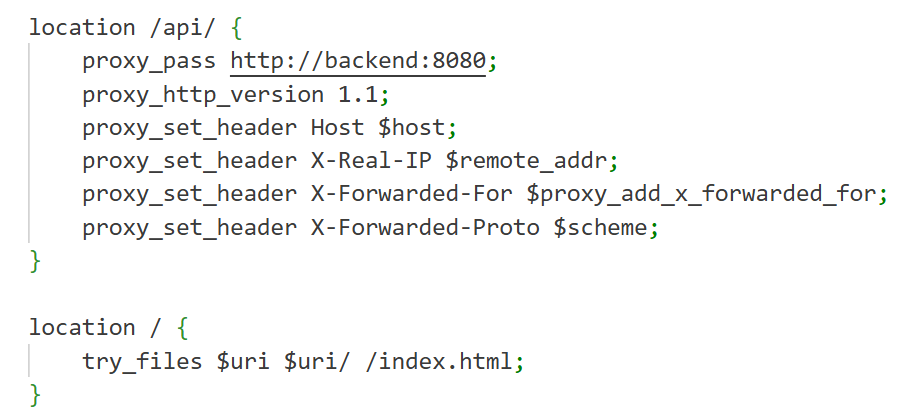 location /api/ {
    proxy_pass http://backend:8080;
    proxy_http_version 1.1;
    proxy_set_header Host $host;
    proxy_set_header X-Real-IP $remote_addr;
    proxy_set_header X-Forwarded-For $proxy_add_x_forwarded_for;
    proxy_set_header X-Forwarded-Proto $scheme;
}

location / {
    try_files $uri $uri/ /index.html;
}